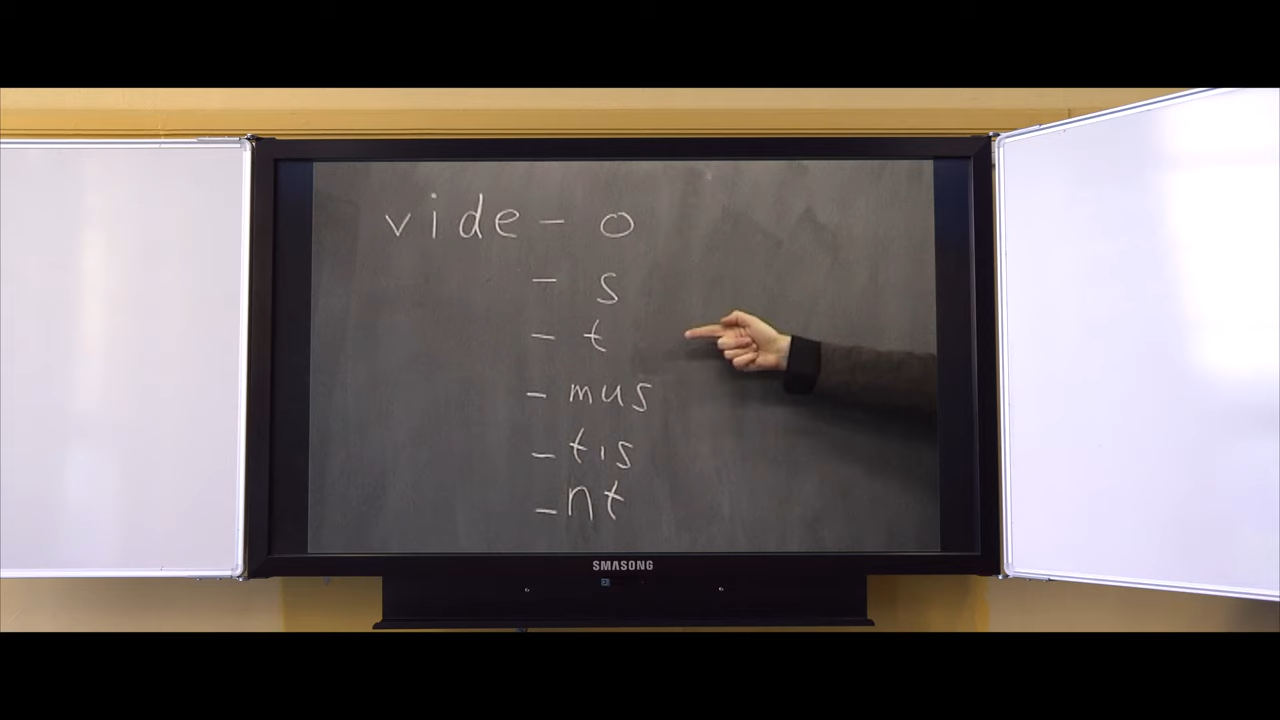 vide - o
- s
- t
- mus
- tis
- nt
SMASONG